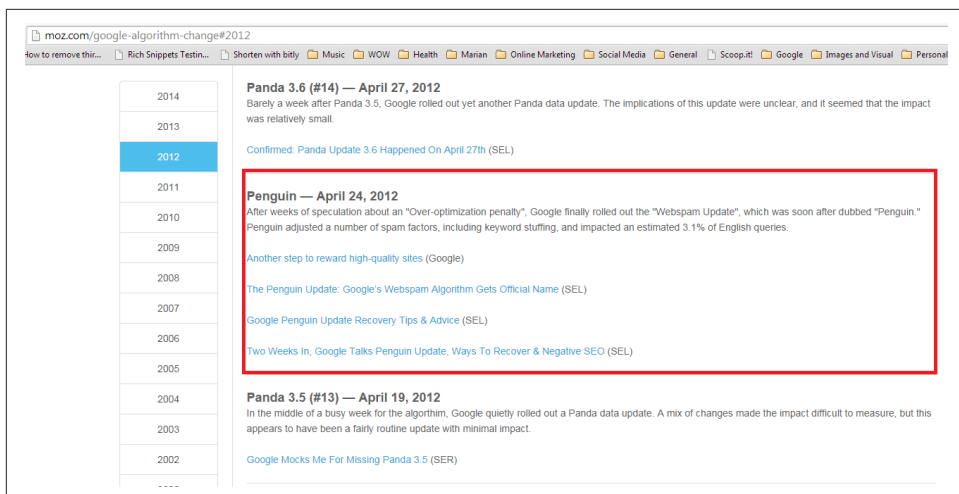 moz.com/google-algorithm-change#2012
How to remove thir... Rich Snippets Testin... Shorten with bitly Music WOW Health Marian Online Marketing Social Media General Scoop.it! Google Images and Visual Personal
2014
2013
2012
2011
2010
2009
2008
2007
2006
2005
2004
2003
2002
Panda 3.6 (#14) — April 27, 2012
Barely a week after Panda 3.5, Google rolled out yet another Panda data update. The implications of this update were unclear, and it seemed that the impact
was relatively small.
Confirmed: Panda Update 3.6 Happened On April 27th (SEL)
Penguin — April 24, 2012
After weeks of speculation about an "Over-optimization penalty", Google finally rolled out the "Webspam Update", which was soon after dubbed "Penguin."
Penguin adjusted a number of spam factors, including keyword stuffing, and impacted an estimated 3.1% of English queries.
Another step to reward high-quality sites (Google)
The Penguin Update: Google's Webspam Algorithm Gets Official Name (SEL)
Google Penguin Update Recovery Tips & Advice (SEL)
Two Weeks In, Google Talks Penguin Update, Ways To Recover & Negative SEO (SEL)
Panda 3.5 (#13) — April 19, 2012
In the middle of a busy week for the algorthim, Google quietly rolled out a Panda data update. A mix of changes made the impact difficult to measure, but this
appears to have been a fairly routine update with minimal impact.
Google Mocks Me For Missing Panda 3.5 (SER)